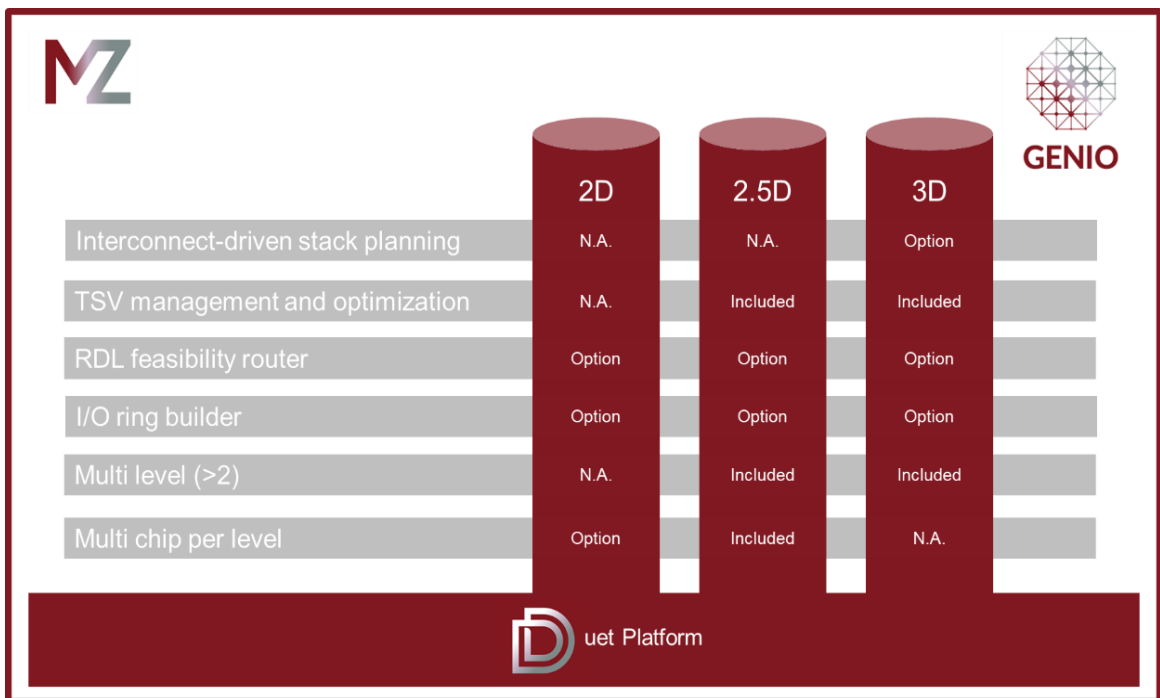 MZ
GENIO
2D 2.5D 3D
Interconnect-driven stack planning N.A. N.A. Option
TSV management and optimization N.A. Included Included
RDL feasibility router Option Option Option
I/O ring builder Option Option Option
Multi level (>2) N.A. Included Included
Multi chip per level Option Included N.A.
Duet Platform